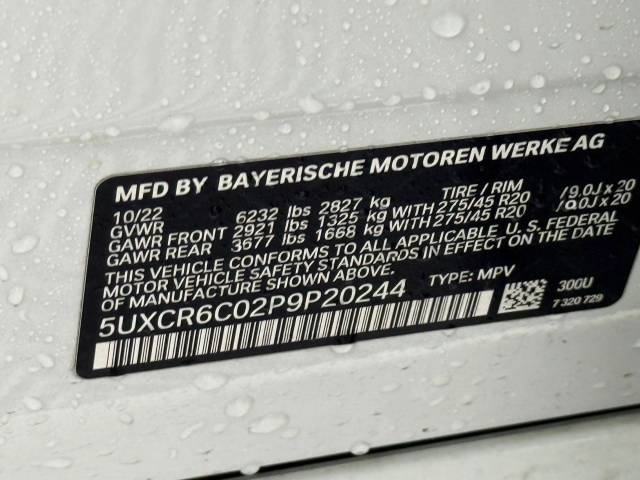 MFD BY BAYERISCHE MOTOREN WERKE AG
10/22 TIRE / RIM
GVWR 6232 lbs 2827 kg
GAWR FRONT 2921 lbs 1325 kg WITH 275/45 R20 /9.0J x 20
GAWR REAR 3677 lbs 1668 kg WITH 275/45 R20 /9.0J x 20
THIS VEHICLE CONFORMS TO ALL APPLICABLE U. S. FEDERAL
MOTOR VEHICLE SAFETY STANDARDS IN EFFECT ON THE DATE
OF MANUFACTURE SHOWN ABOVE.
5UXCR6C02P9P20244 TYPE: MPV 300U
7 320 729